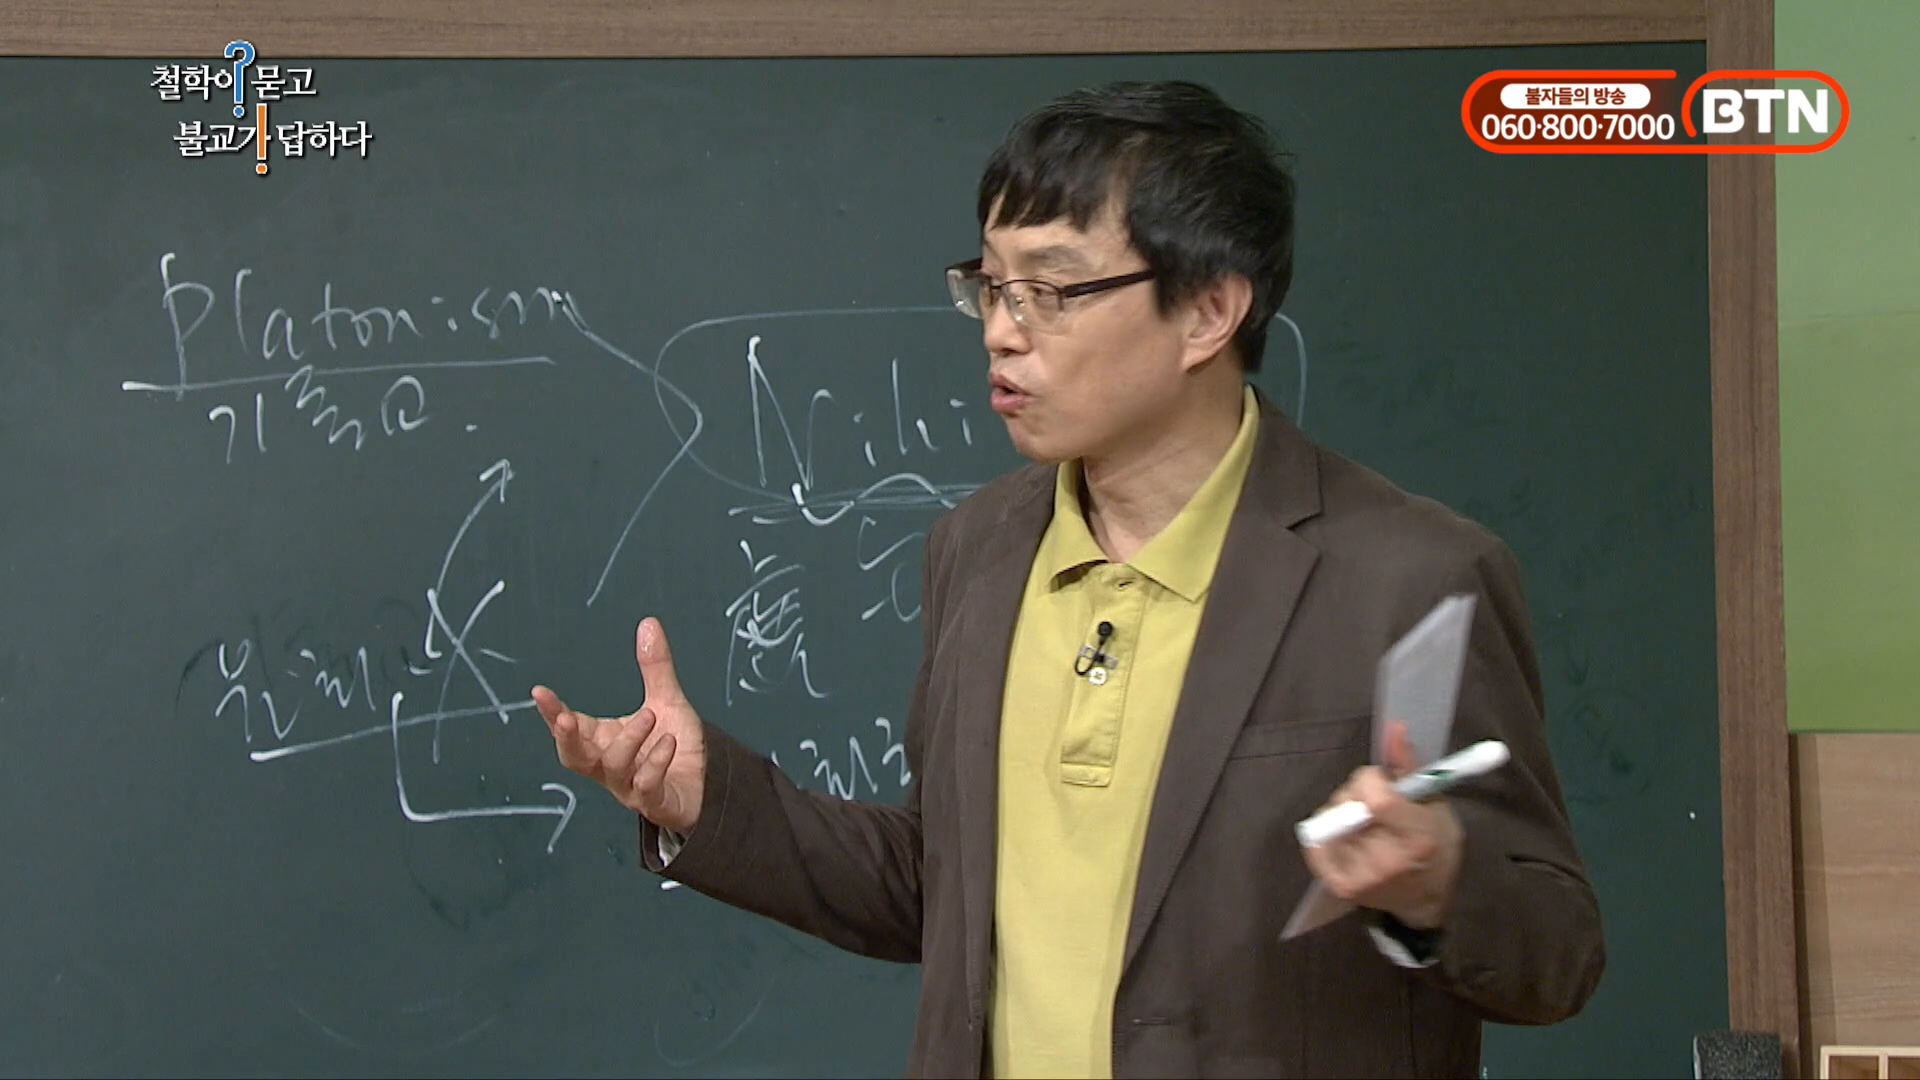 철학이? 묻고
불교가! 답하다
불자들의 방송
060·800·7000
BTN
Platonism
기독교.
Nihi
虛